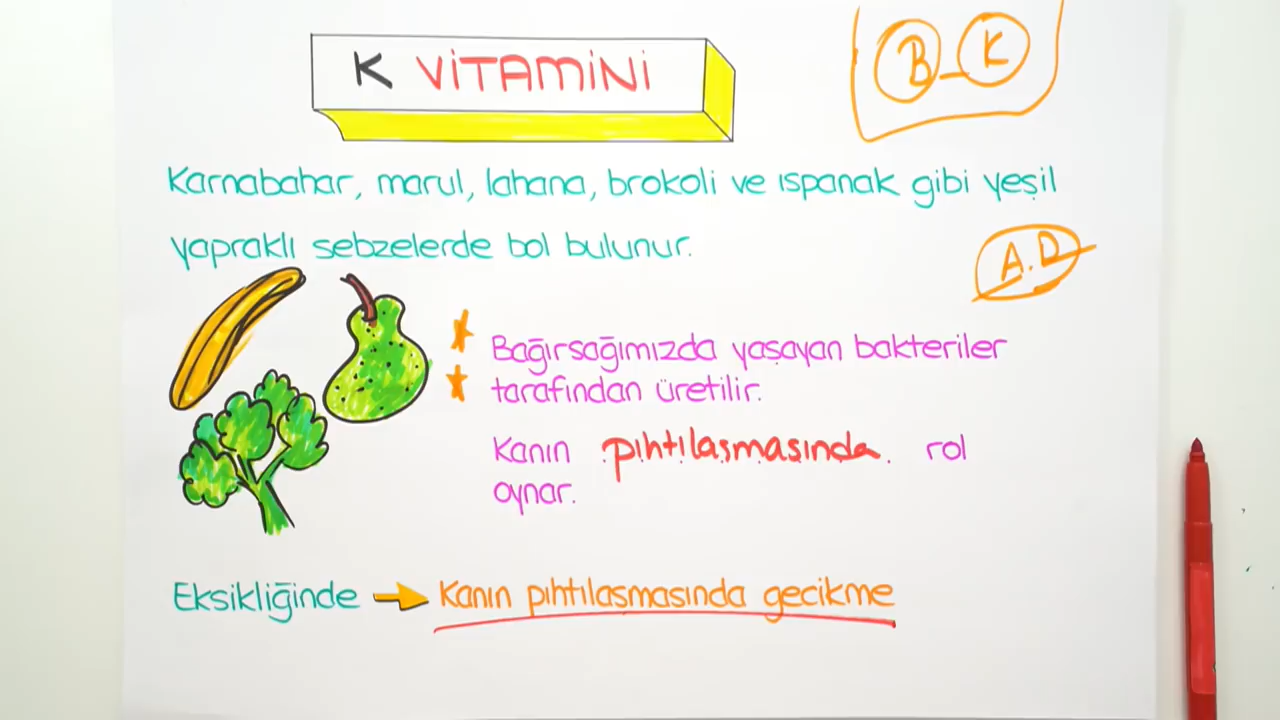 K VİTAMİNİ
B - K
Karnabahar, marul, lahana, brokoli ve ıspanak gibi yeşil
yapraklı sebzelerde bol bulunur.
A.D
Bağırsağımızda yaşayan bakteriler
tarafından üretilir.
Kanın pıhtılaşmasında rol
oynar.
Eksikliğinde → Kanın pıhtılaşmasında gecikme